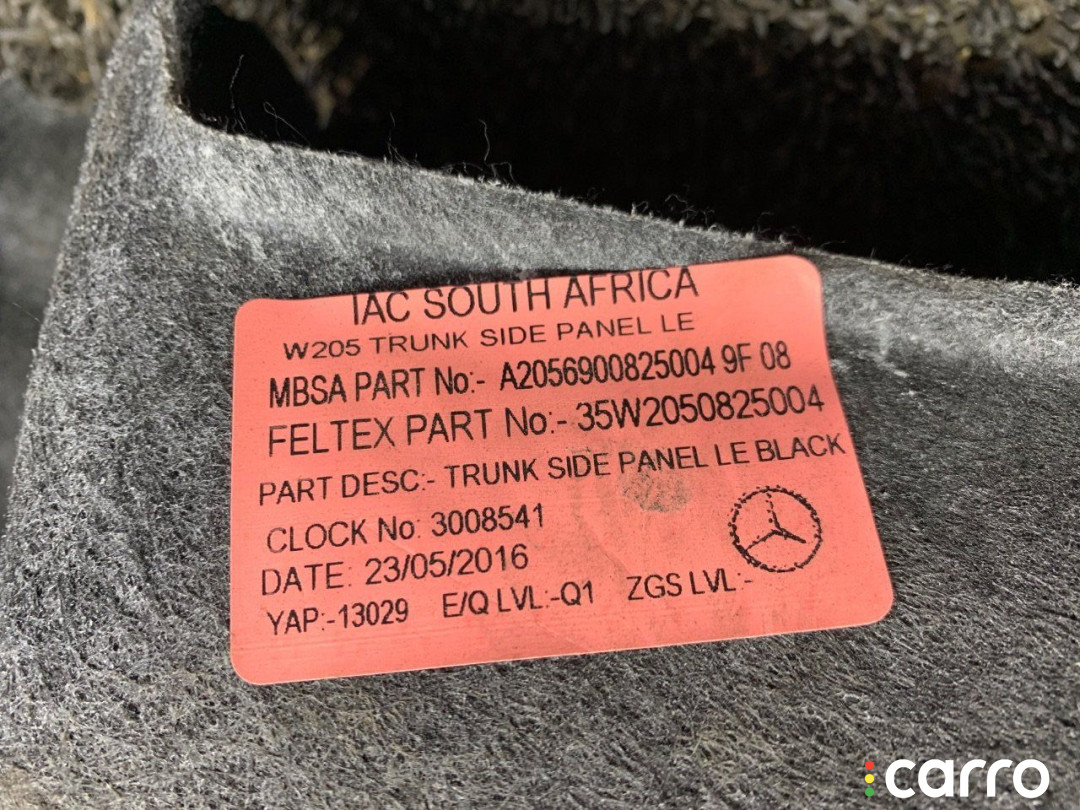 IAC SOUTH AFRICA
W205 TRUNK SIDE PANEL LE
MBSA PART No:- A2056900825004 9F 08
FELTEX PART No:- 35W2050825004
PART DESC:- TRUNK SIDE PANEL LE BLACK
CLOCK No: 3008541
DATE: 23/05/2016
YAP:-13029 E/Q LVL:-Q1 ZGS LVL:-
carro